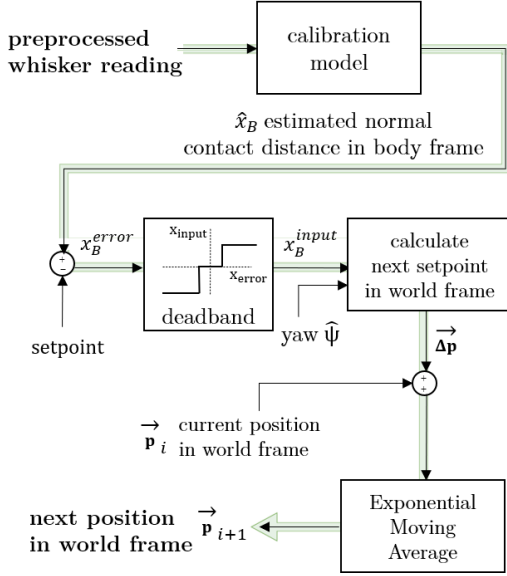 preprocessed
whisker reading
calibration
model
x̂_B estimated normal
contact distance in body frame
+
−
x_B^error
x_input
x_error
deadband
x_B^input
calculate
next setpoint
in world frame
setpoint
yaw ψ̂
Δp⃗
+
+
p⃗_i current position
in world frame
Exponential
Moving
Average
next position
in world frame p⃗_{i+1}